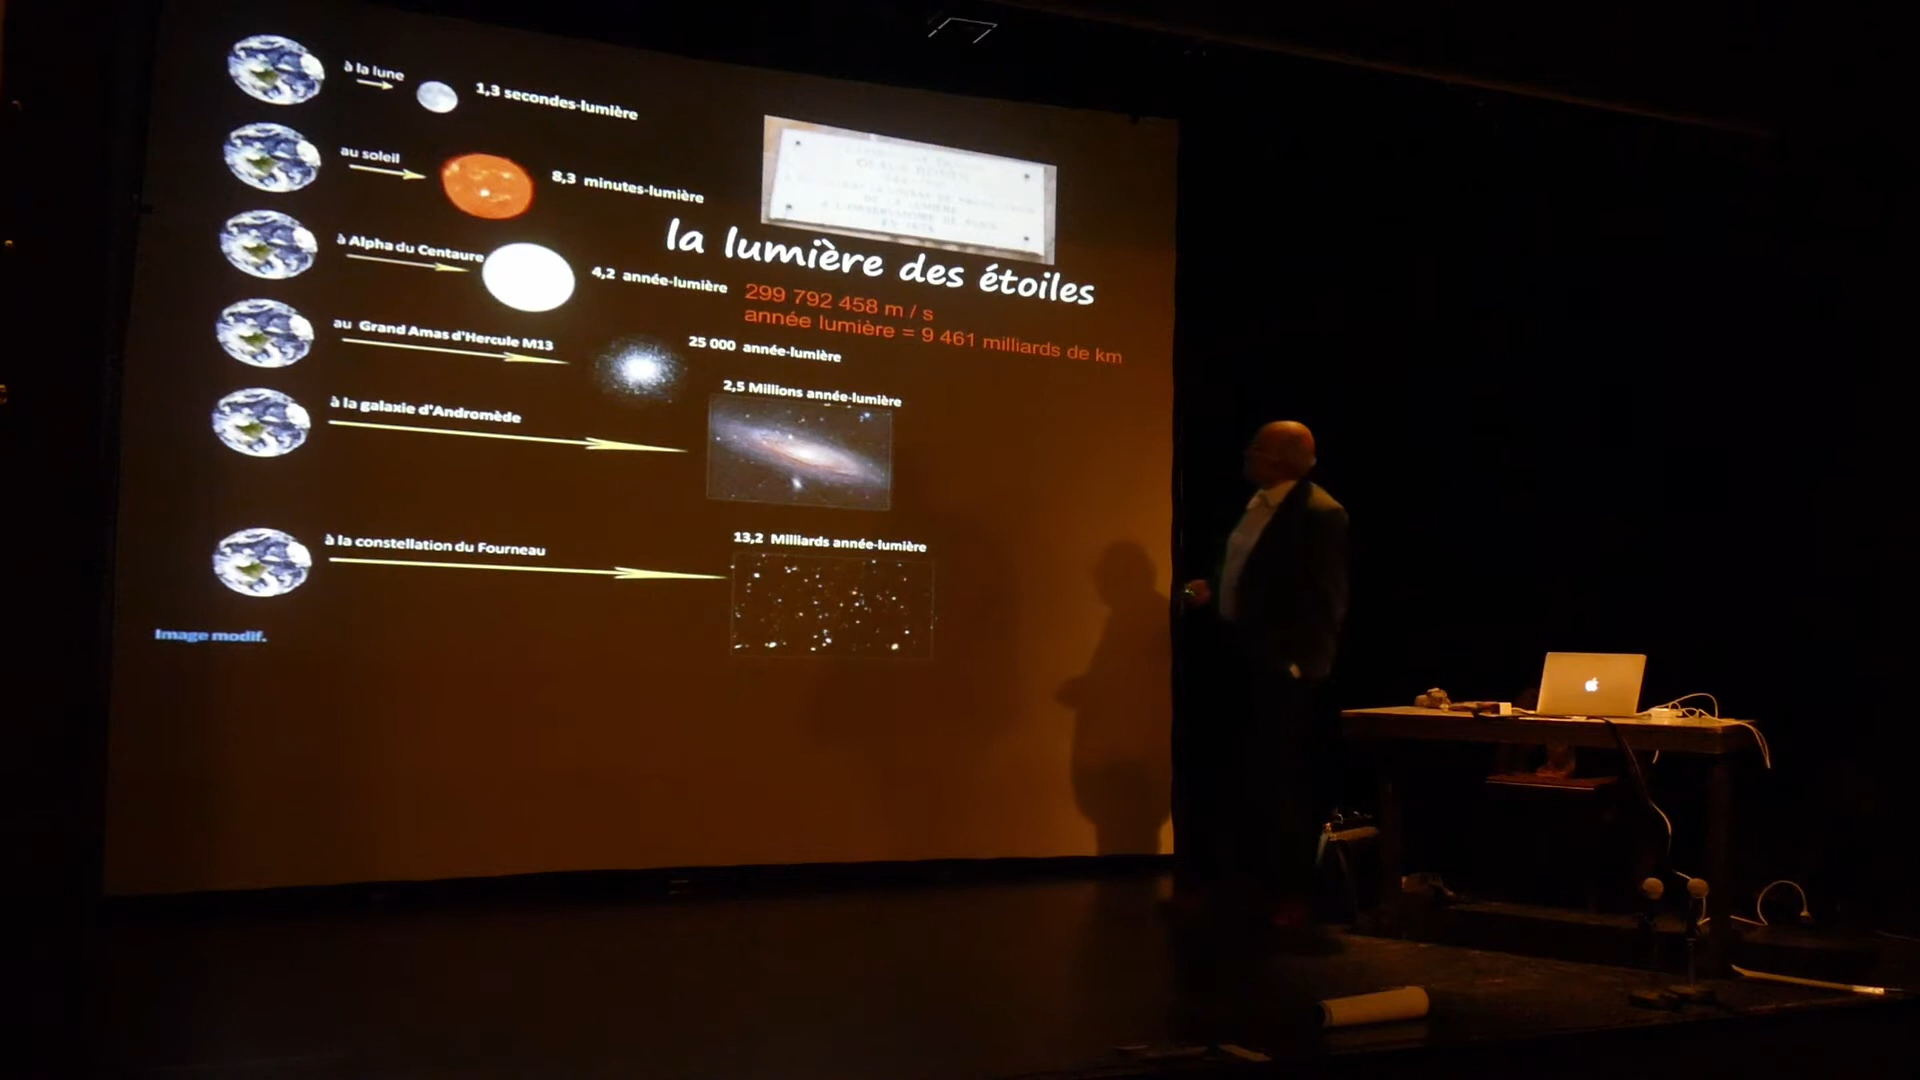 à la lune
1,3 secondes-lumière
au soleil
8,3 minutes-lumière
DE LA LUMIÈRE
à Alpha du Centaure
4,2 année-lumière
la lumière des étoiles
299 792 458 m / s
année lumière = 9 461 milliards de km
au Grand Amas d'Hercule M13
25 000 année-lumière
à la galaxie d'Andromède
2,5 Millions année-lumière
à la constellation du Fourneau
13,2 Milliards année-lumière
Image modif.